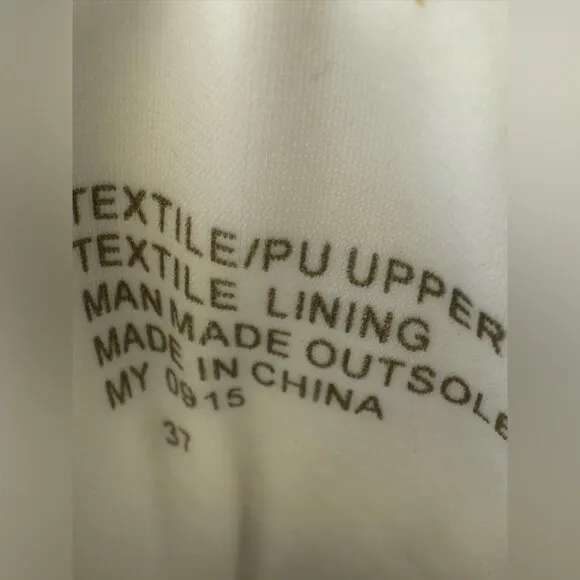 TEXTILE/PU UPPER
TEXTILE LINING
MAN MADE OUTSOLE
MADE IN CHINA
MY 0915
37